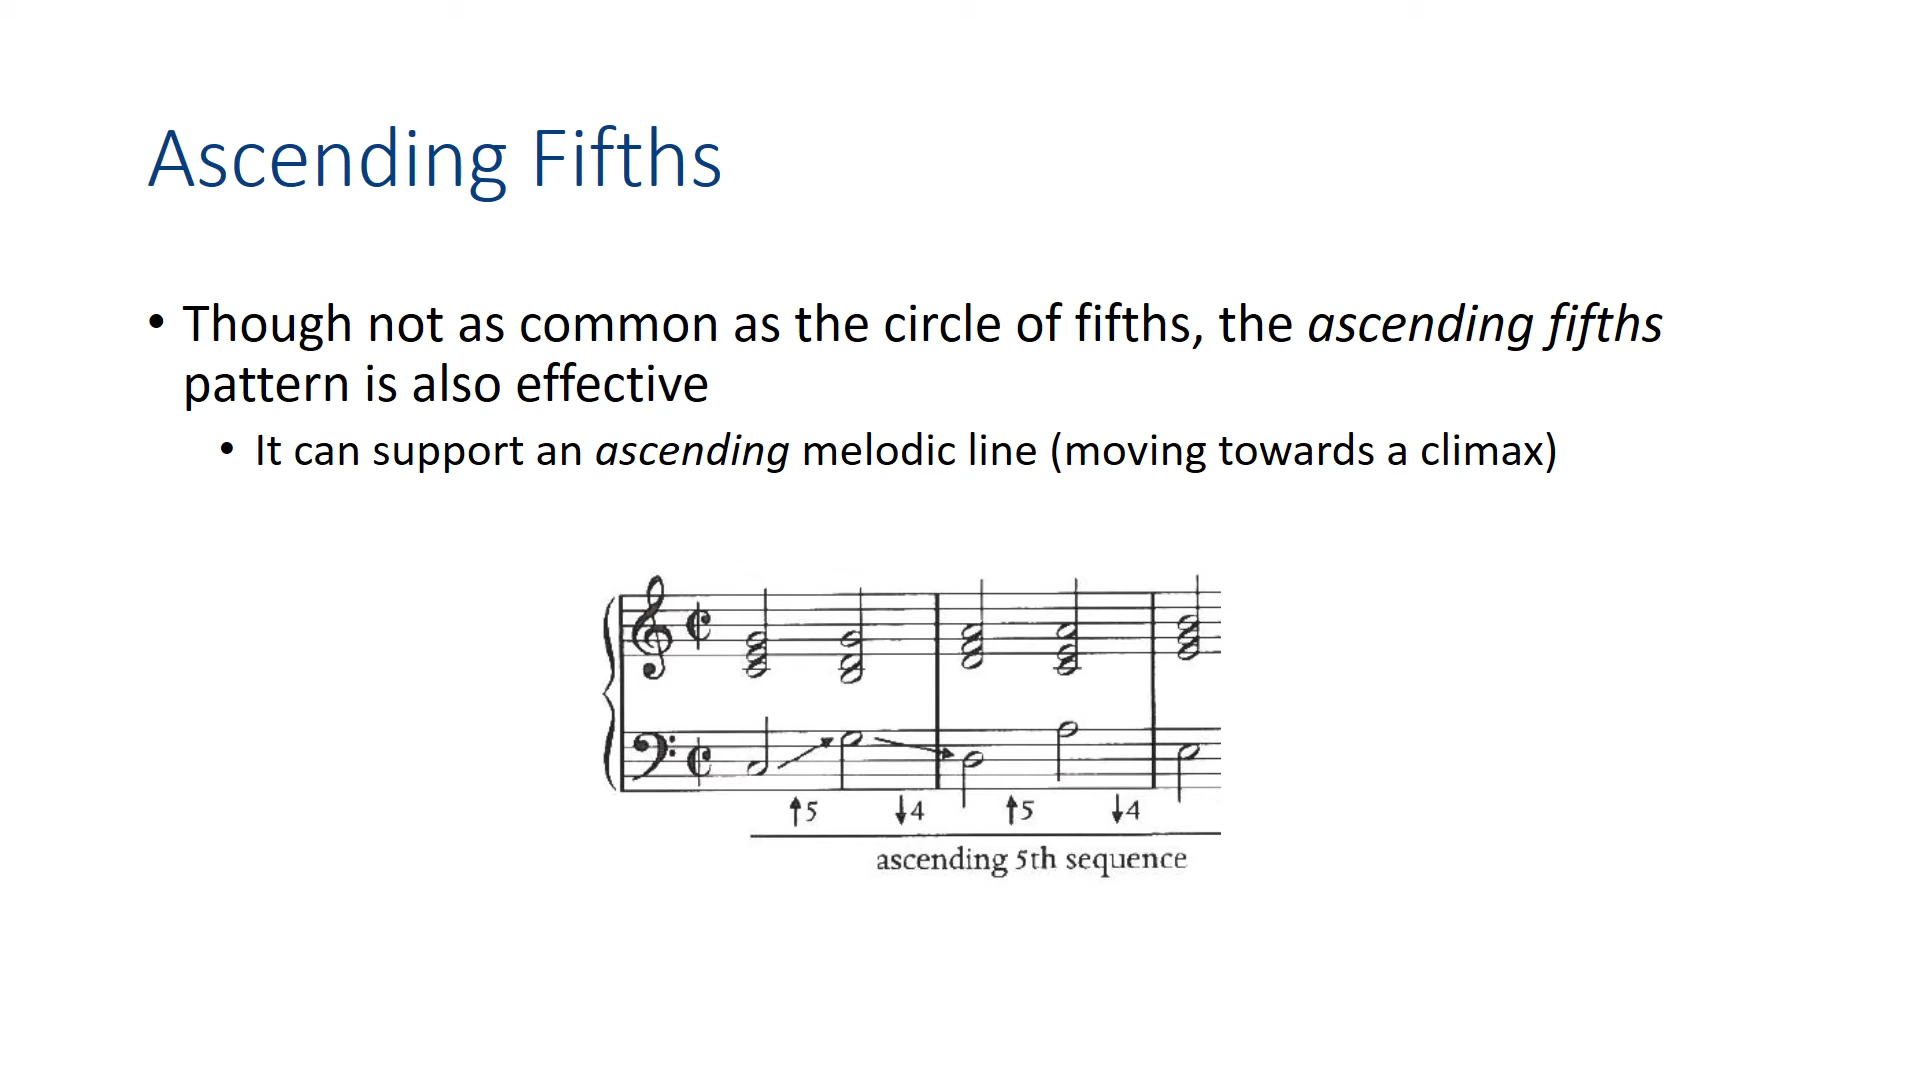 Ascending Fifths
• Though not as common as the circle of fifths, the ascending fifths
pattern is also effective
• It can support an ascending melodic line (moving towards a climax)
↑5 ↓4 ↑5 ↓4
ascending 5th sequence